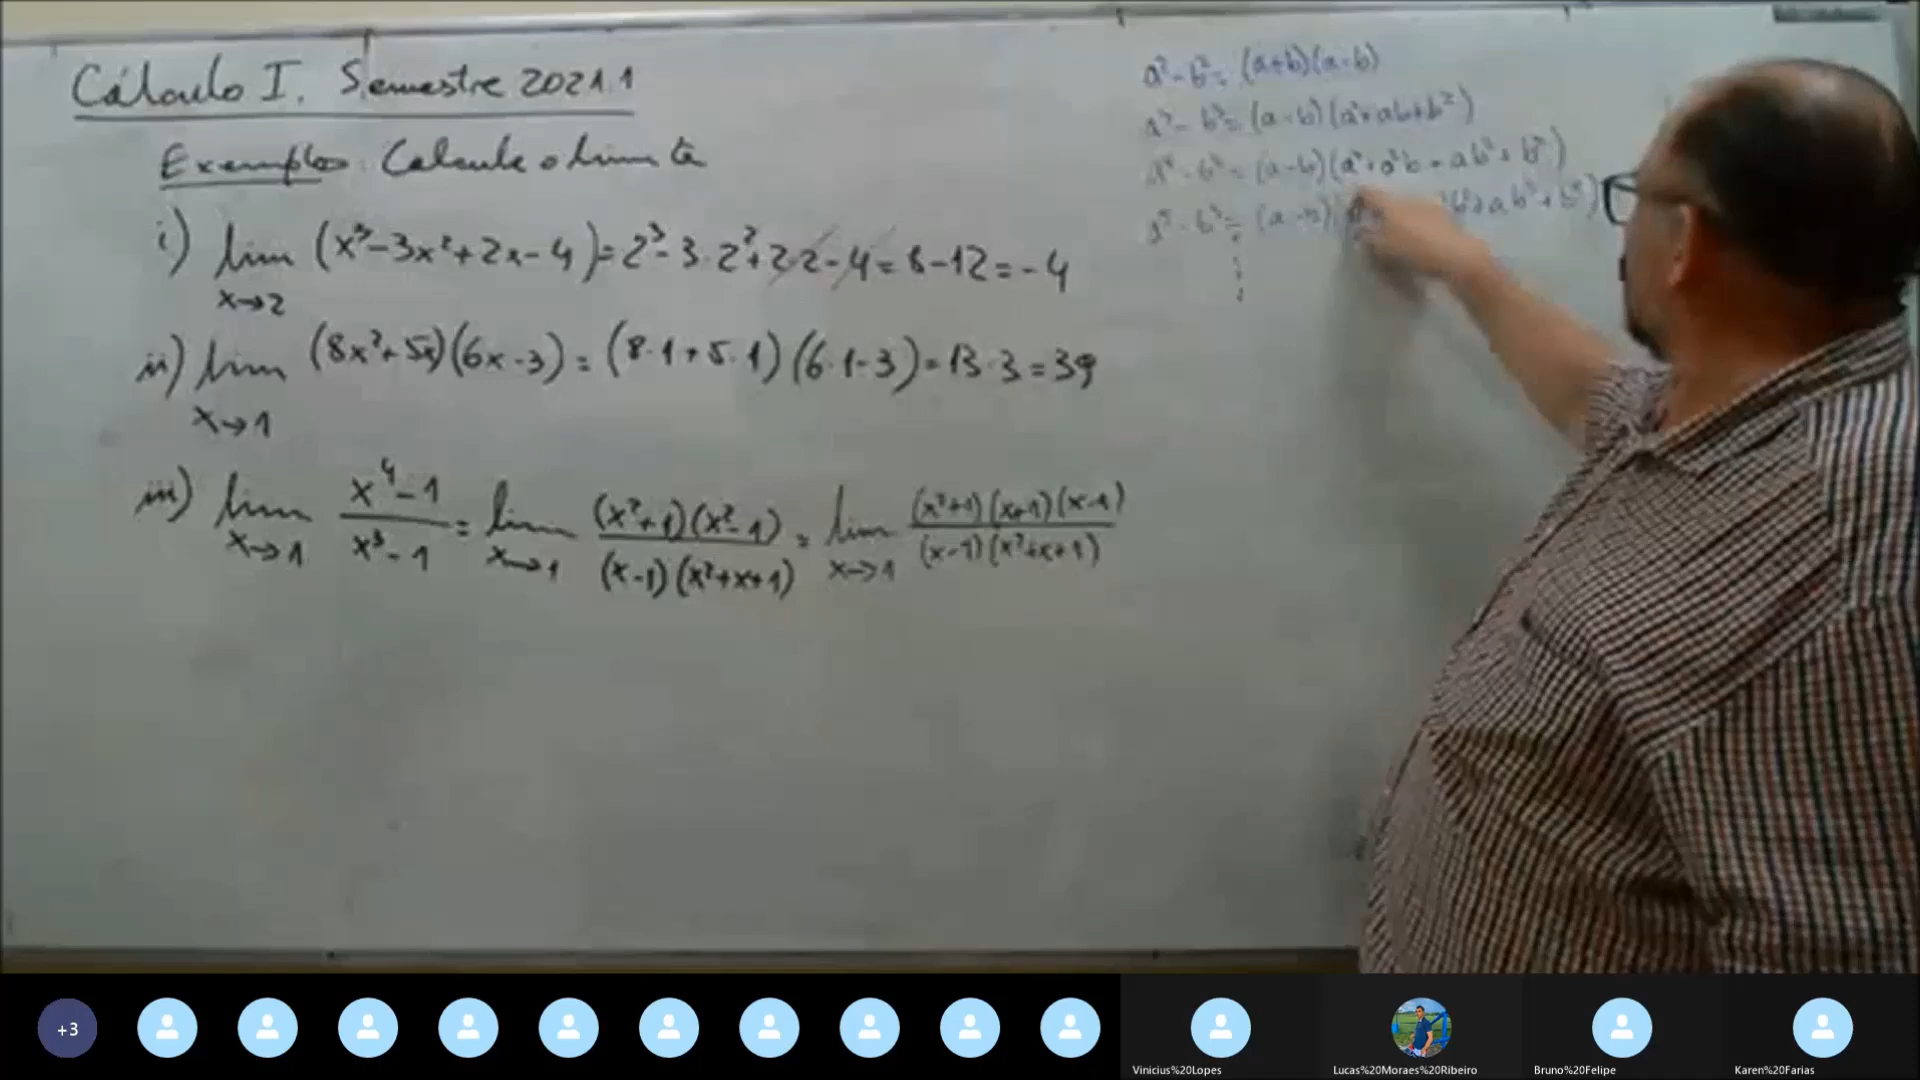 Cálculo I. Semestre 2021.1
Exemplo: Calcule o limite
i) lim (x³-3x²+2x-4)=2³-3·2²+2·2-4=8-12=-4
x→2
ii) lim (8x²+5x)(6x-3)=(8·1+5·1)(6·1-3)=13·3=39
x→1
iii) lim x⁴-1 / x³-1 = lim (x²+1)(x²-1) / (x-1)(x²+x+1) = lim (x²+1)(x+1)(x-1) / (x-1)(x²+x+1)
x→1 x→1 x→1
a²-b²=(a+b)(a-b)
a³-b³=(a-b)(a²+ab+b²)
a⁴-b⁴=(a-b)(a³+a²b+ab²+b³)
+3
Vinicius%20Lopes
Lucas%20Moraes%20Ribeiro
Bruno%20Felipe
Karen%20Farias